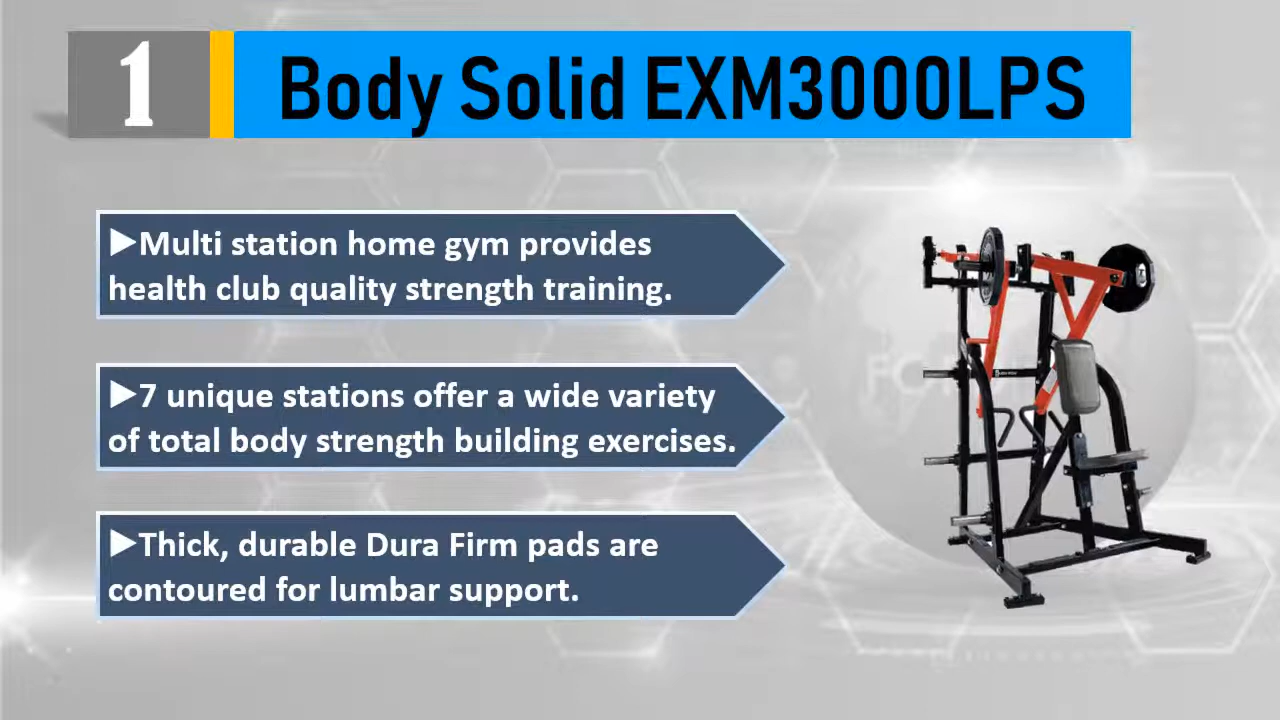 1
Body Solid EXM3000LPS
▶Multi station home gym provides
health club quality strength training.
▶7 unique stations offer a wide variety
of total body strength building exercises.
▶Thick, durable Dura Firm pads are
contoured for lumbar support.